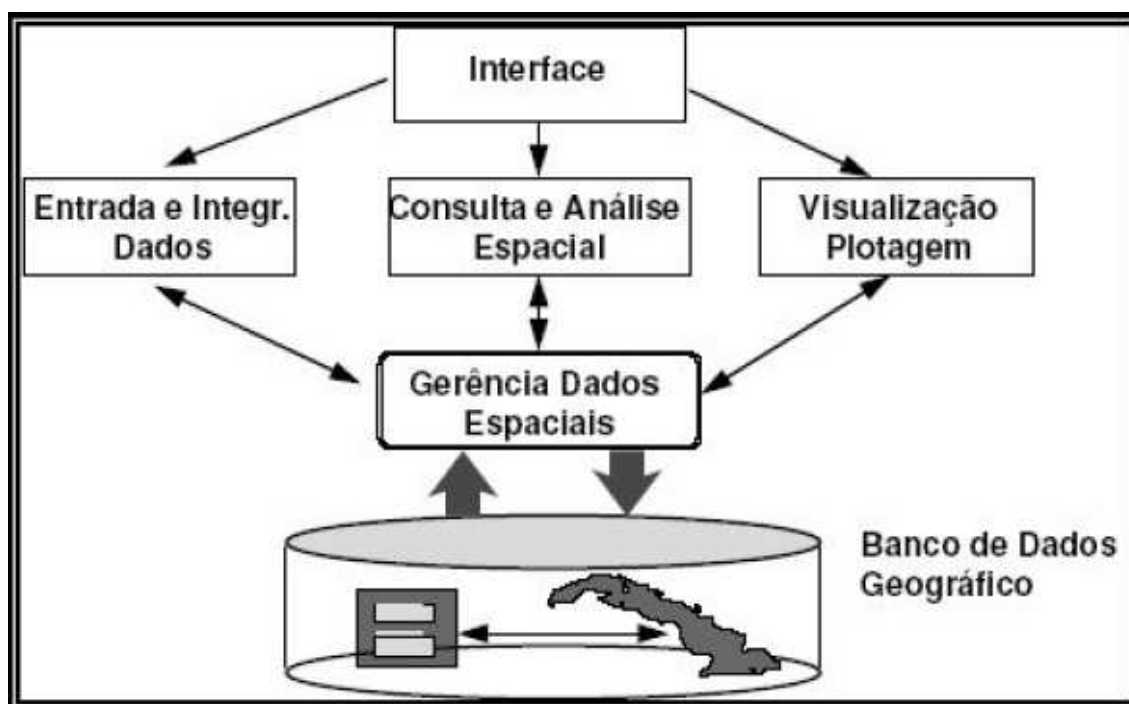 Interface
Entrada e Integr.
Dados
Consulta e Análise
Espacial
Visualização
Plotagem
Gerência Dados
Espaciais
Banco de Dados
Geográfico